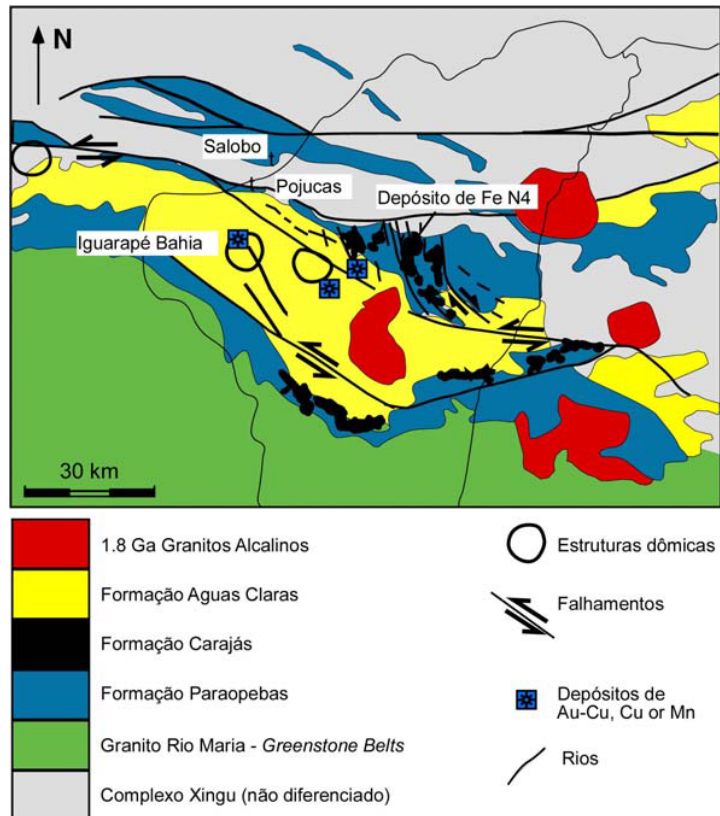 N
Salobo
Pojucas
Depósito de Fe N4
Iguarapé Bahia
30 km
1.8 Ga Granitos Alcalinos
Formação Aguas Claras
Formação Carajás
Formação Paraopebas
Granito Rio Maria - Greenstone Belts
Complexo Xingu (não diferenciado)
Estruturas dômicas
Falhamentos
Depósitos de
Au-Cu, Cu or Mn
Rios